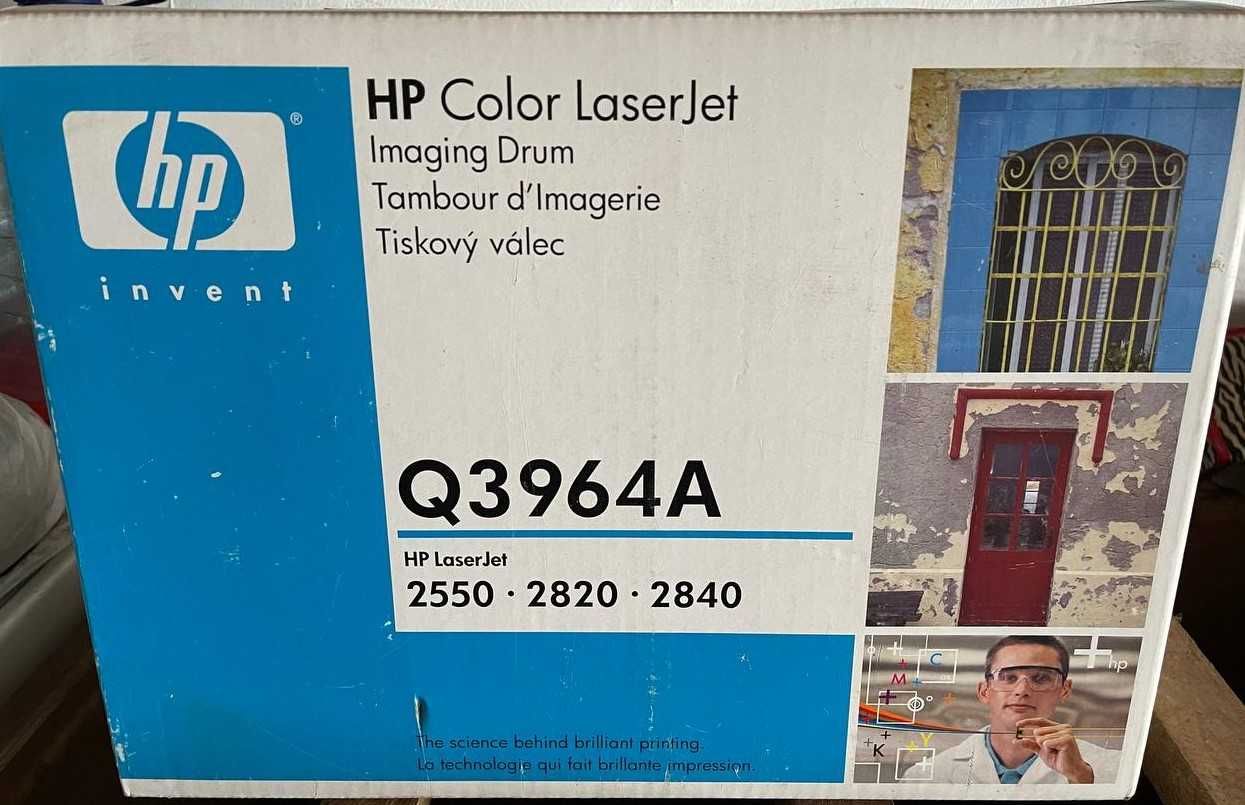 hp
®
invent
HP Color LaserJet
Imaging Drum
Tambour d'Imagerie
Tiskový válec
Q3964A
HP LaserJet
2550 · 2820 · 2840
The science behind brilliant printing.
La technologie qui fait brillante impression.
C
M
Y
K
hp